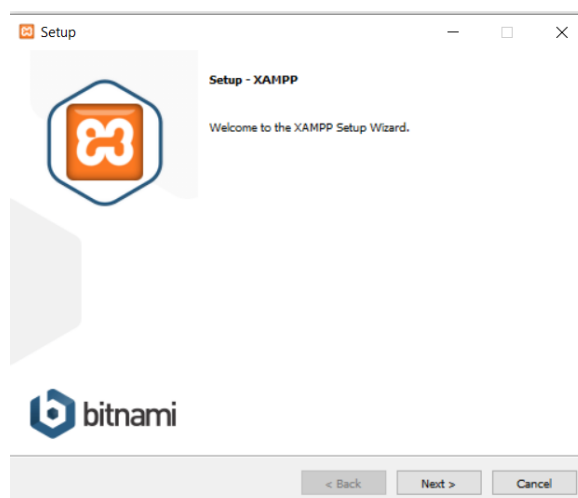 Setup
Setup - XAMPP
Welcome to the XAMPP Setup Wizard.
bitnami
< Back
Next >
Cancel